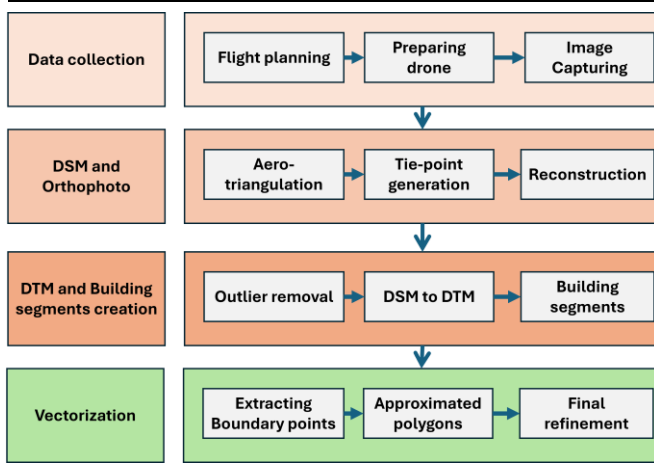 Data collection
Flight planning
Preparing
drone
Image
Capturing
DSM and
Orthophoto
Aero-
triangulation
Tie-point
generation
Reconstruction
DTM and Building
segments creation
Outlier removal
DSM to DTM
Building
segments
Vectorization
Extracting
Boundary points
Approximated
polygons
Final
refinement